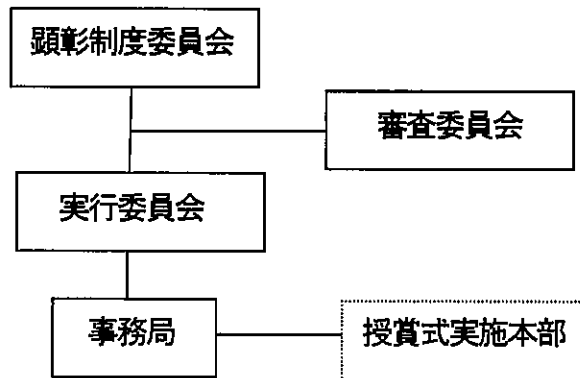 顕彰制度委員会
審査委員会
実行委員会
事務局
授賞式実施本部